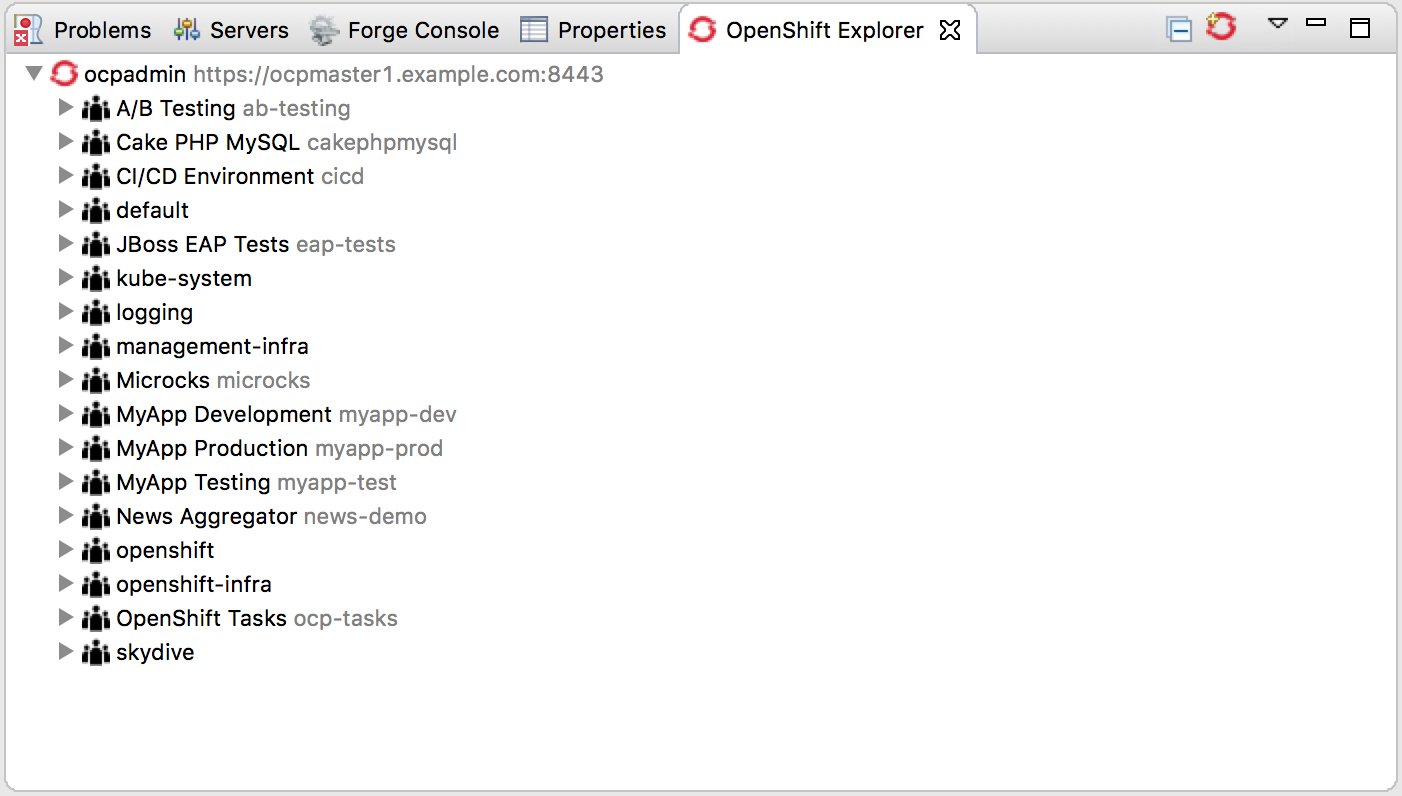 Problems Servers Forge Console Properties OpenShift Explorer
ocpadmin https://ocpmaster1.example.com:8443
A/B Testing ab-testing
Cake PHP MySQL cakephpmysql
CI/CD Environment cicd
default
JBoss EAP Tests eap-tests
kube-system
logging
management-infra
Microcks microcks
MyApp Development myapp-dev
MyApp Production myapp-prod
MyApp Testing myapp-test
News Aggregator news-demo
openshift
openshift-infra
OpenShift Tasks ocp-tasks
skydive